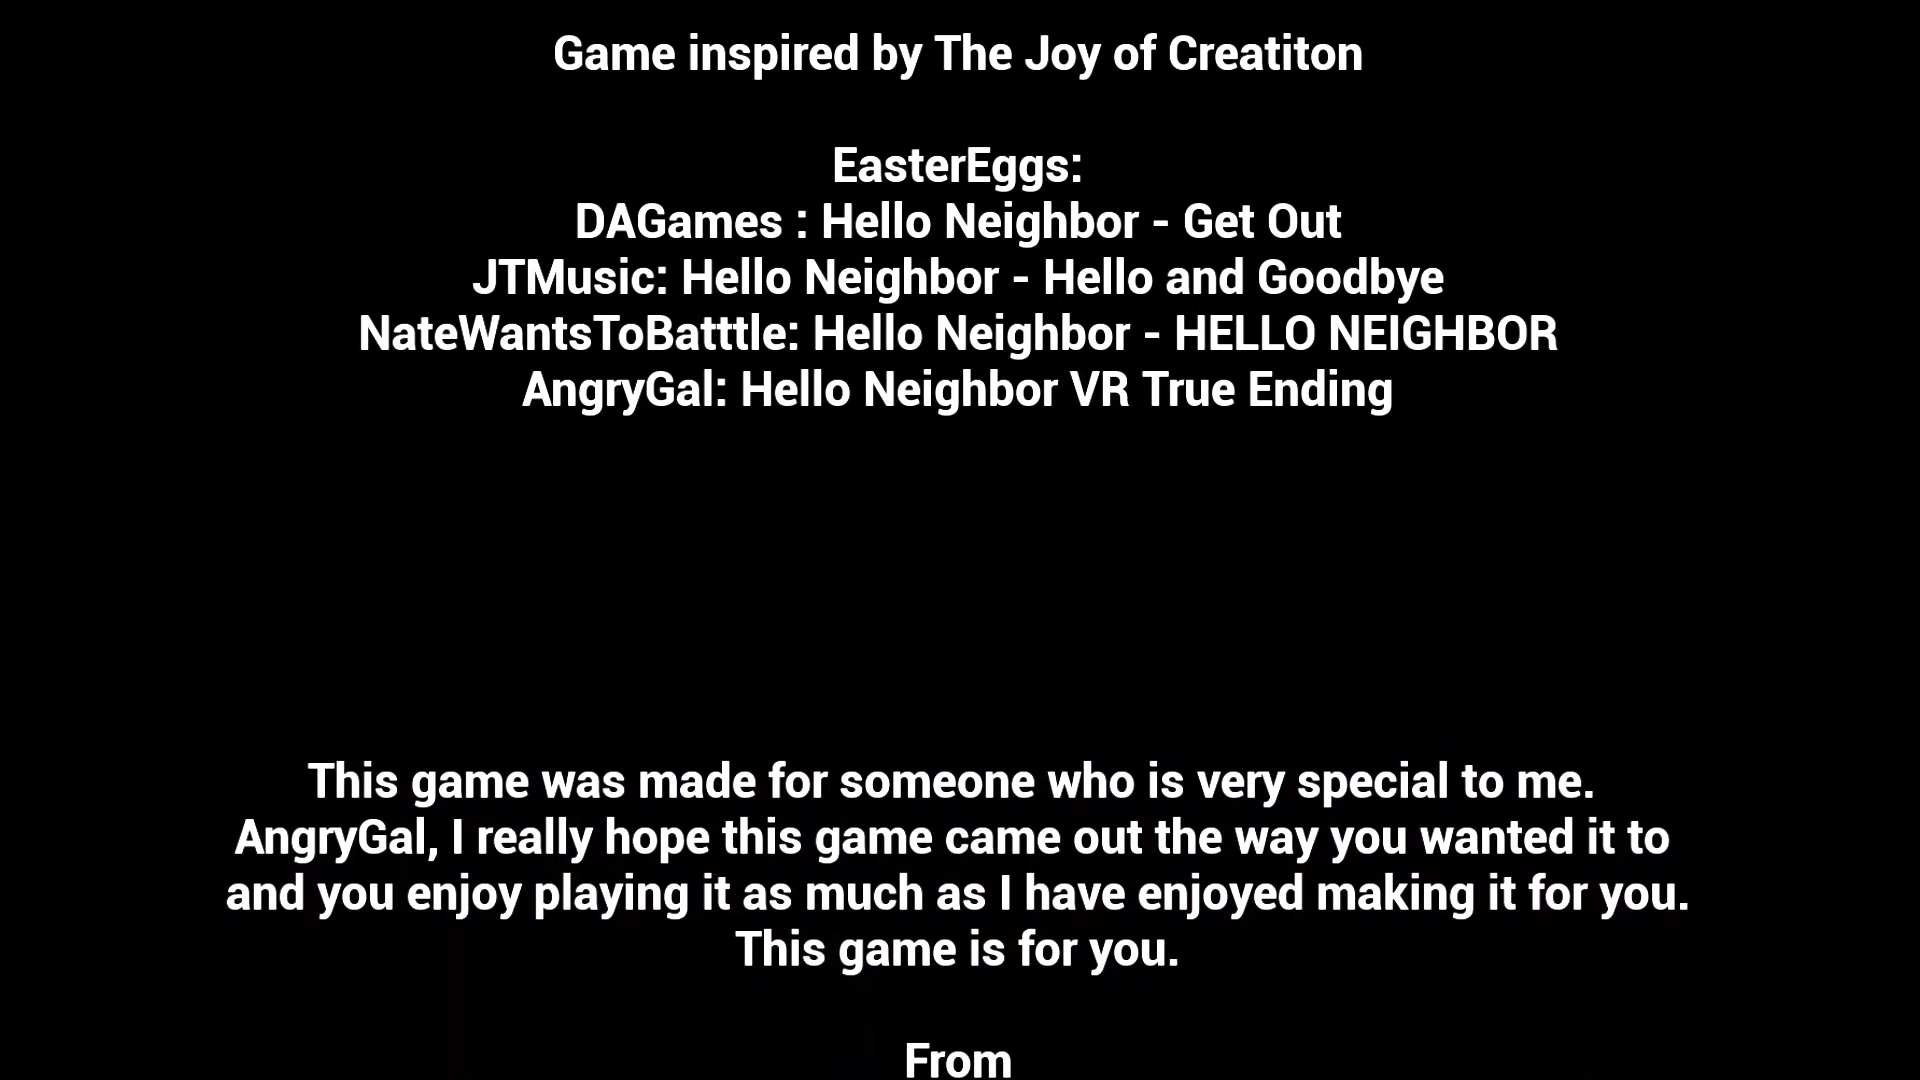 Game inspired by The Joy of Creatiton
EasterEggs:
DAGames : Hello Neighbor - Get Out
JTMusic: Hello Neighbor - Hello and Goodbye
NateWantsToBatttle: Hello Neighbor - HELLO NEIGHBOR
AngryGal: Hello Neighbor VR True Ending
This game was made for someone who is very special to me.
AngryGal, I really hope this game came out the way you wanted it to
and you enjoy playing it as much as I have enjoyed making it for you.
This game is for you.
From